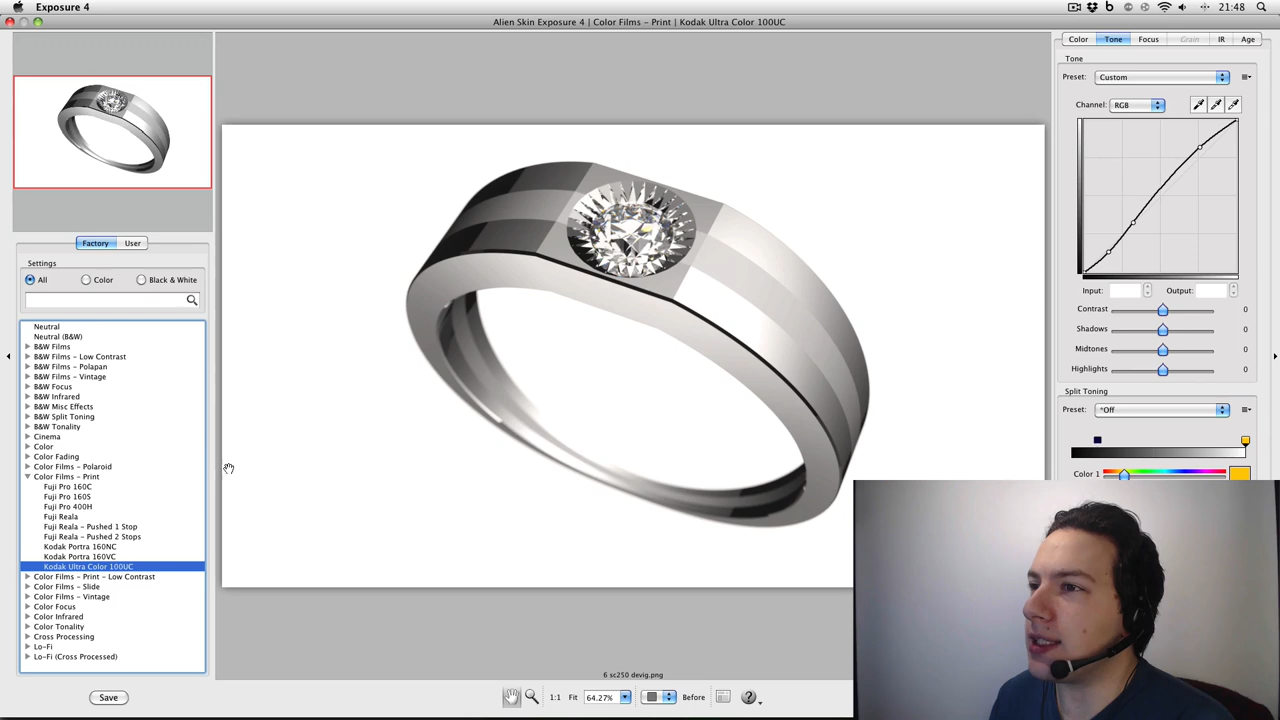 Exposure 4
21:48
Alien Skin Exposure 4 | Color Films - Print | Kodak Ultra Color 100UC
Factory
User
Settings
All
Color
Black & White
Neutral
Neutral (B&W)
B&W Films
B&W Films - Low Contrast
B&W Films - Polapan
B&W Films - Vintage
B&W Focus
B&W Infrared
B&W Misc Effects
B&W Split Toning
B&W Tonality
Cinema
Color
Color Fading
Color Films - Polaroid
Color Films - Print
Fuji Pro 160C
Fuji Pro 160S
Fuji Pro 400H
Fuji Reala
Fuji Reala - Pushed 1 Stop
Fuji Reala - Pushed 2 Stops
Kodak Portra 160NC
Kodak Portra 160VC
Kodak Ultra Color 100UC
Color Films - Print - Low Contrast
Color Films - Slide
Color Films - Vintage
Color Focus
Color Infrared
Color Tonality
Cross Processing
Lo-Fi
Lo-Fi (Cross Processed)
Save
6 sc250 devig.png
1:1
Fit
64.27%
Before
?
Color
Tone
Focus
Grain
IR
Age
Tone
Preset:
Custom
Channel:
RGB
Input:
Output:
Contrast
0
Shadows
0
Midtones
0
Highlights
0
Split Toning
Preset:
*Off
Color 1